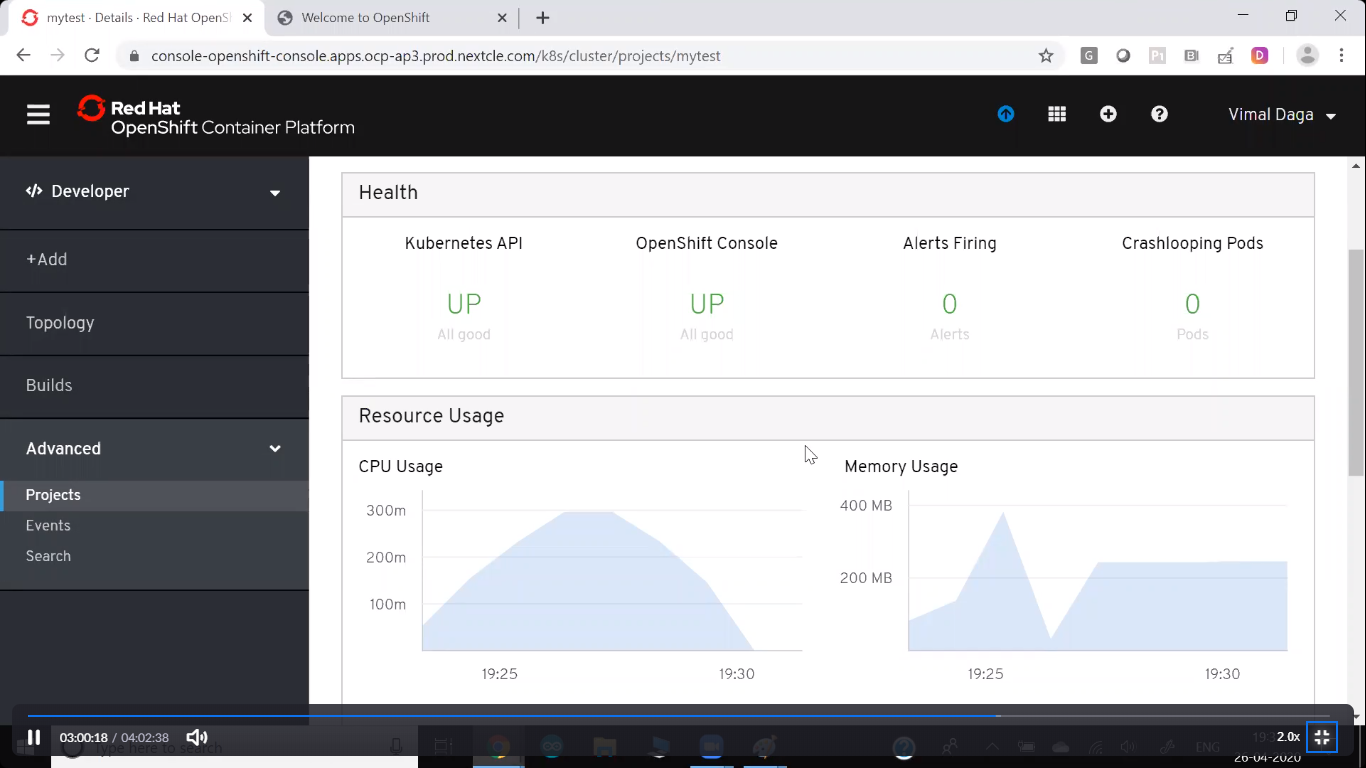 mytest - Details · Red Hat OpenS
Welcome to OpenShift
console-openshift-console.apps.ocp-ap3.prod.nextcle.com/k8s/cluster/projects/mytest
Red Hat
OpenShift Container Platform
Vimal Daga
Developer
+Add
Topology
Builds
Advanced
Projects
Events
Search
Health
Kubernetes API
OpenShift Console
Alerts Firing
Crashlooping Pods
UP
UP
0
0
All good
All good
Alerts
Pods
Resource Usage
CPU Usage
Memory Usage
300m
200m
100m
19:25
19:30
400 MB
200 MB
19:25
19:30
03:00:18 / 04:02:38
2.0x
Type here to search
ENG
26-04-2020